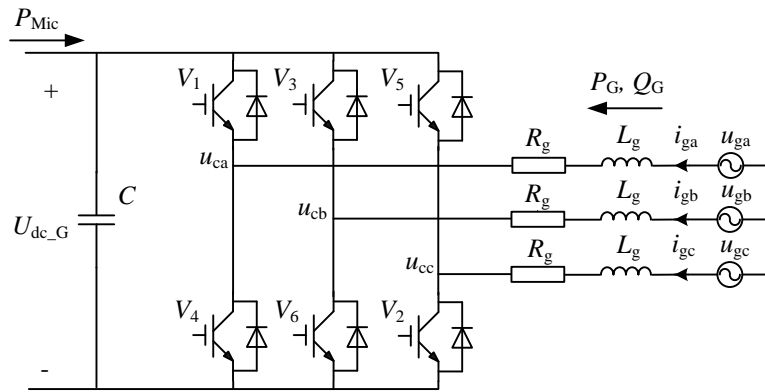 P_Mic
V_1 V_3 V_5
P_G, Q_G
+
R_g L_g i_ga u_ga
u_ca
C
R_g L_g i_gb u_gb
u_cb
U_dc_G
R_g L_g i_gc u_gc
u_cc
V_4 V_6 V_2
-